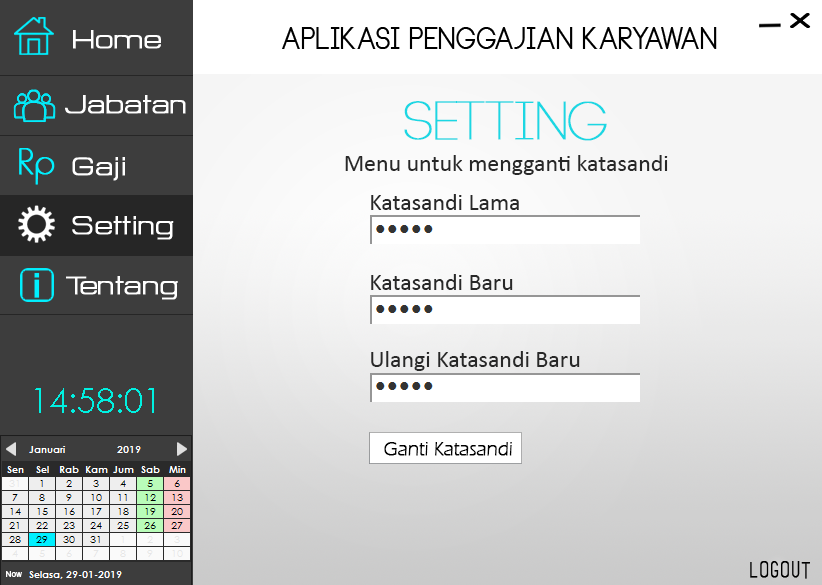 Home
Jabatan
Rp Gaji
Setting
Tentang
14:58:01
Januari 2019
Sen Sel Rab Kam Jum Sab Min
31 1 2 3 4 5 6
7 8 9 10 11 12 13
14 15 16 17 18 19 20
21 22 23 24 25 26 27
28 29 30 31 1 2 3
4 5 6 7 8 9 10
Now Selasa, 29-01-2019
APLIKASI PENGGAJIAN KARYAWAN
SETTING
Menu untuk mengganti katasandi
Katasandi Lama
•••••
Katasandi Baru
•••••
Ulangi Katasandi Baru
•••••
Ganti Katasandi
LOGOUT